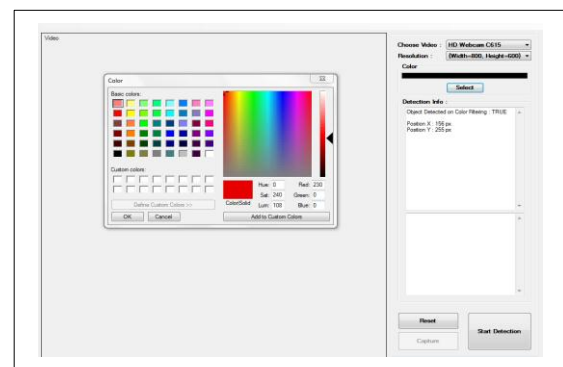 Video
Color
Basic colors:
Custom colors:
Define Custom Colors >>
OK
Cancel
Color|Solid
Hue: 0
Sat: 240
Lum: 108
Red: 230
Green: 0
Blue: 0
Add to Custom Colors
Choose Video : HD Webcam C615
Resolution : (Width=800, Height=600)
Color
Select
Detection Info :
Object Detected on Color Filtering : TRUE
Position X : 156 px
Position Y : 255 px
Reset
Capture
Start Detection